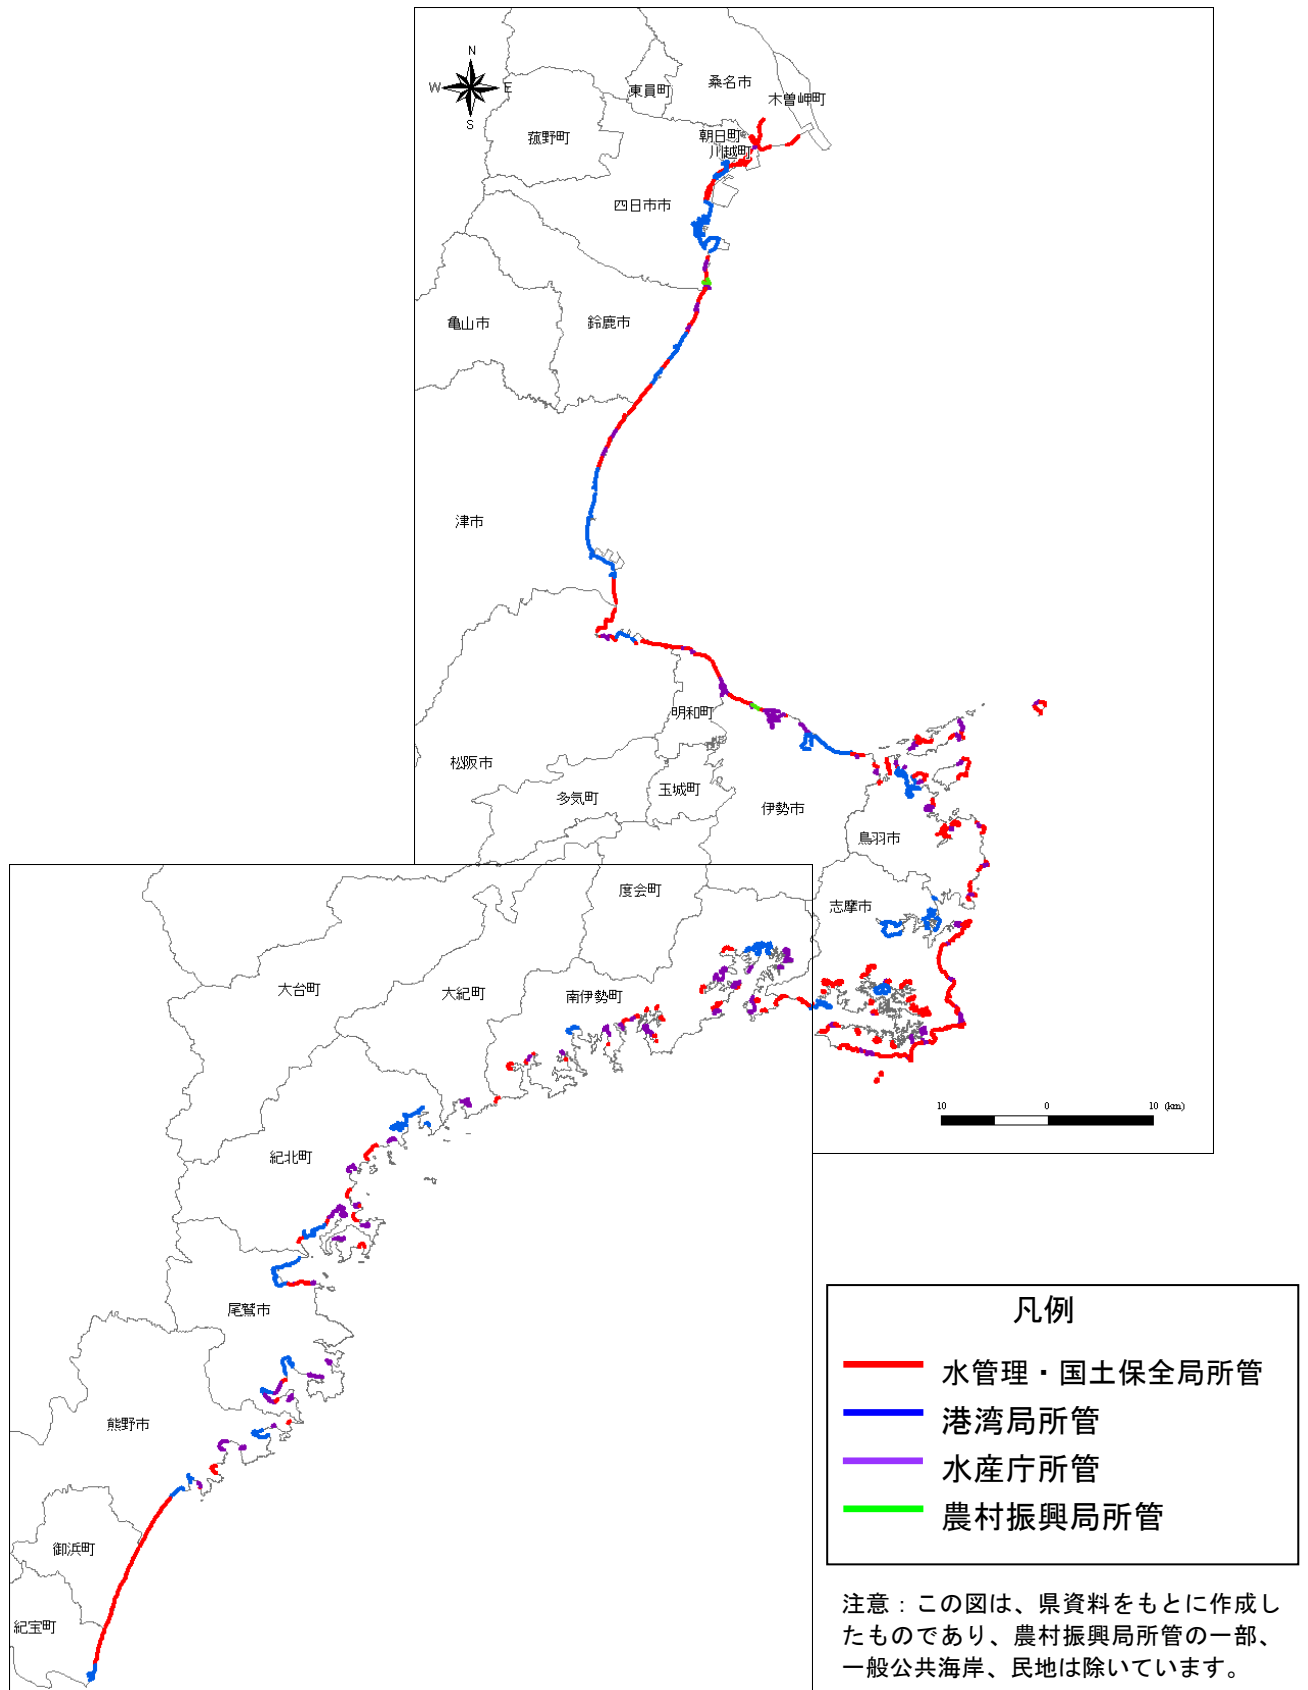 N
W E
S
桑名市
東員町
木曽岬町
菰野町
朝日町
川越町
四日市市
亀山市
鈴鹿市
津市
明和町
松阪市
多気町
玉城町
伊勢市
鳥羽市
度会町
志摩市
大台町
大紀町
南伊勢町
10 0 10 (km)
紀北町
尾鷲市
熊野市
御浜町
紀宝町
凡例
水管理・国土保全局所管
港湾局所管
水産庁所管
農村振興局所管
注意：この図は、県資料をもとに作成し
たものであり、農村振興局所管の一部、
一般公共海岸、民地は除いています。